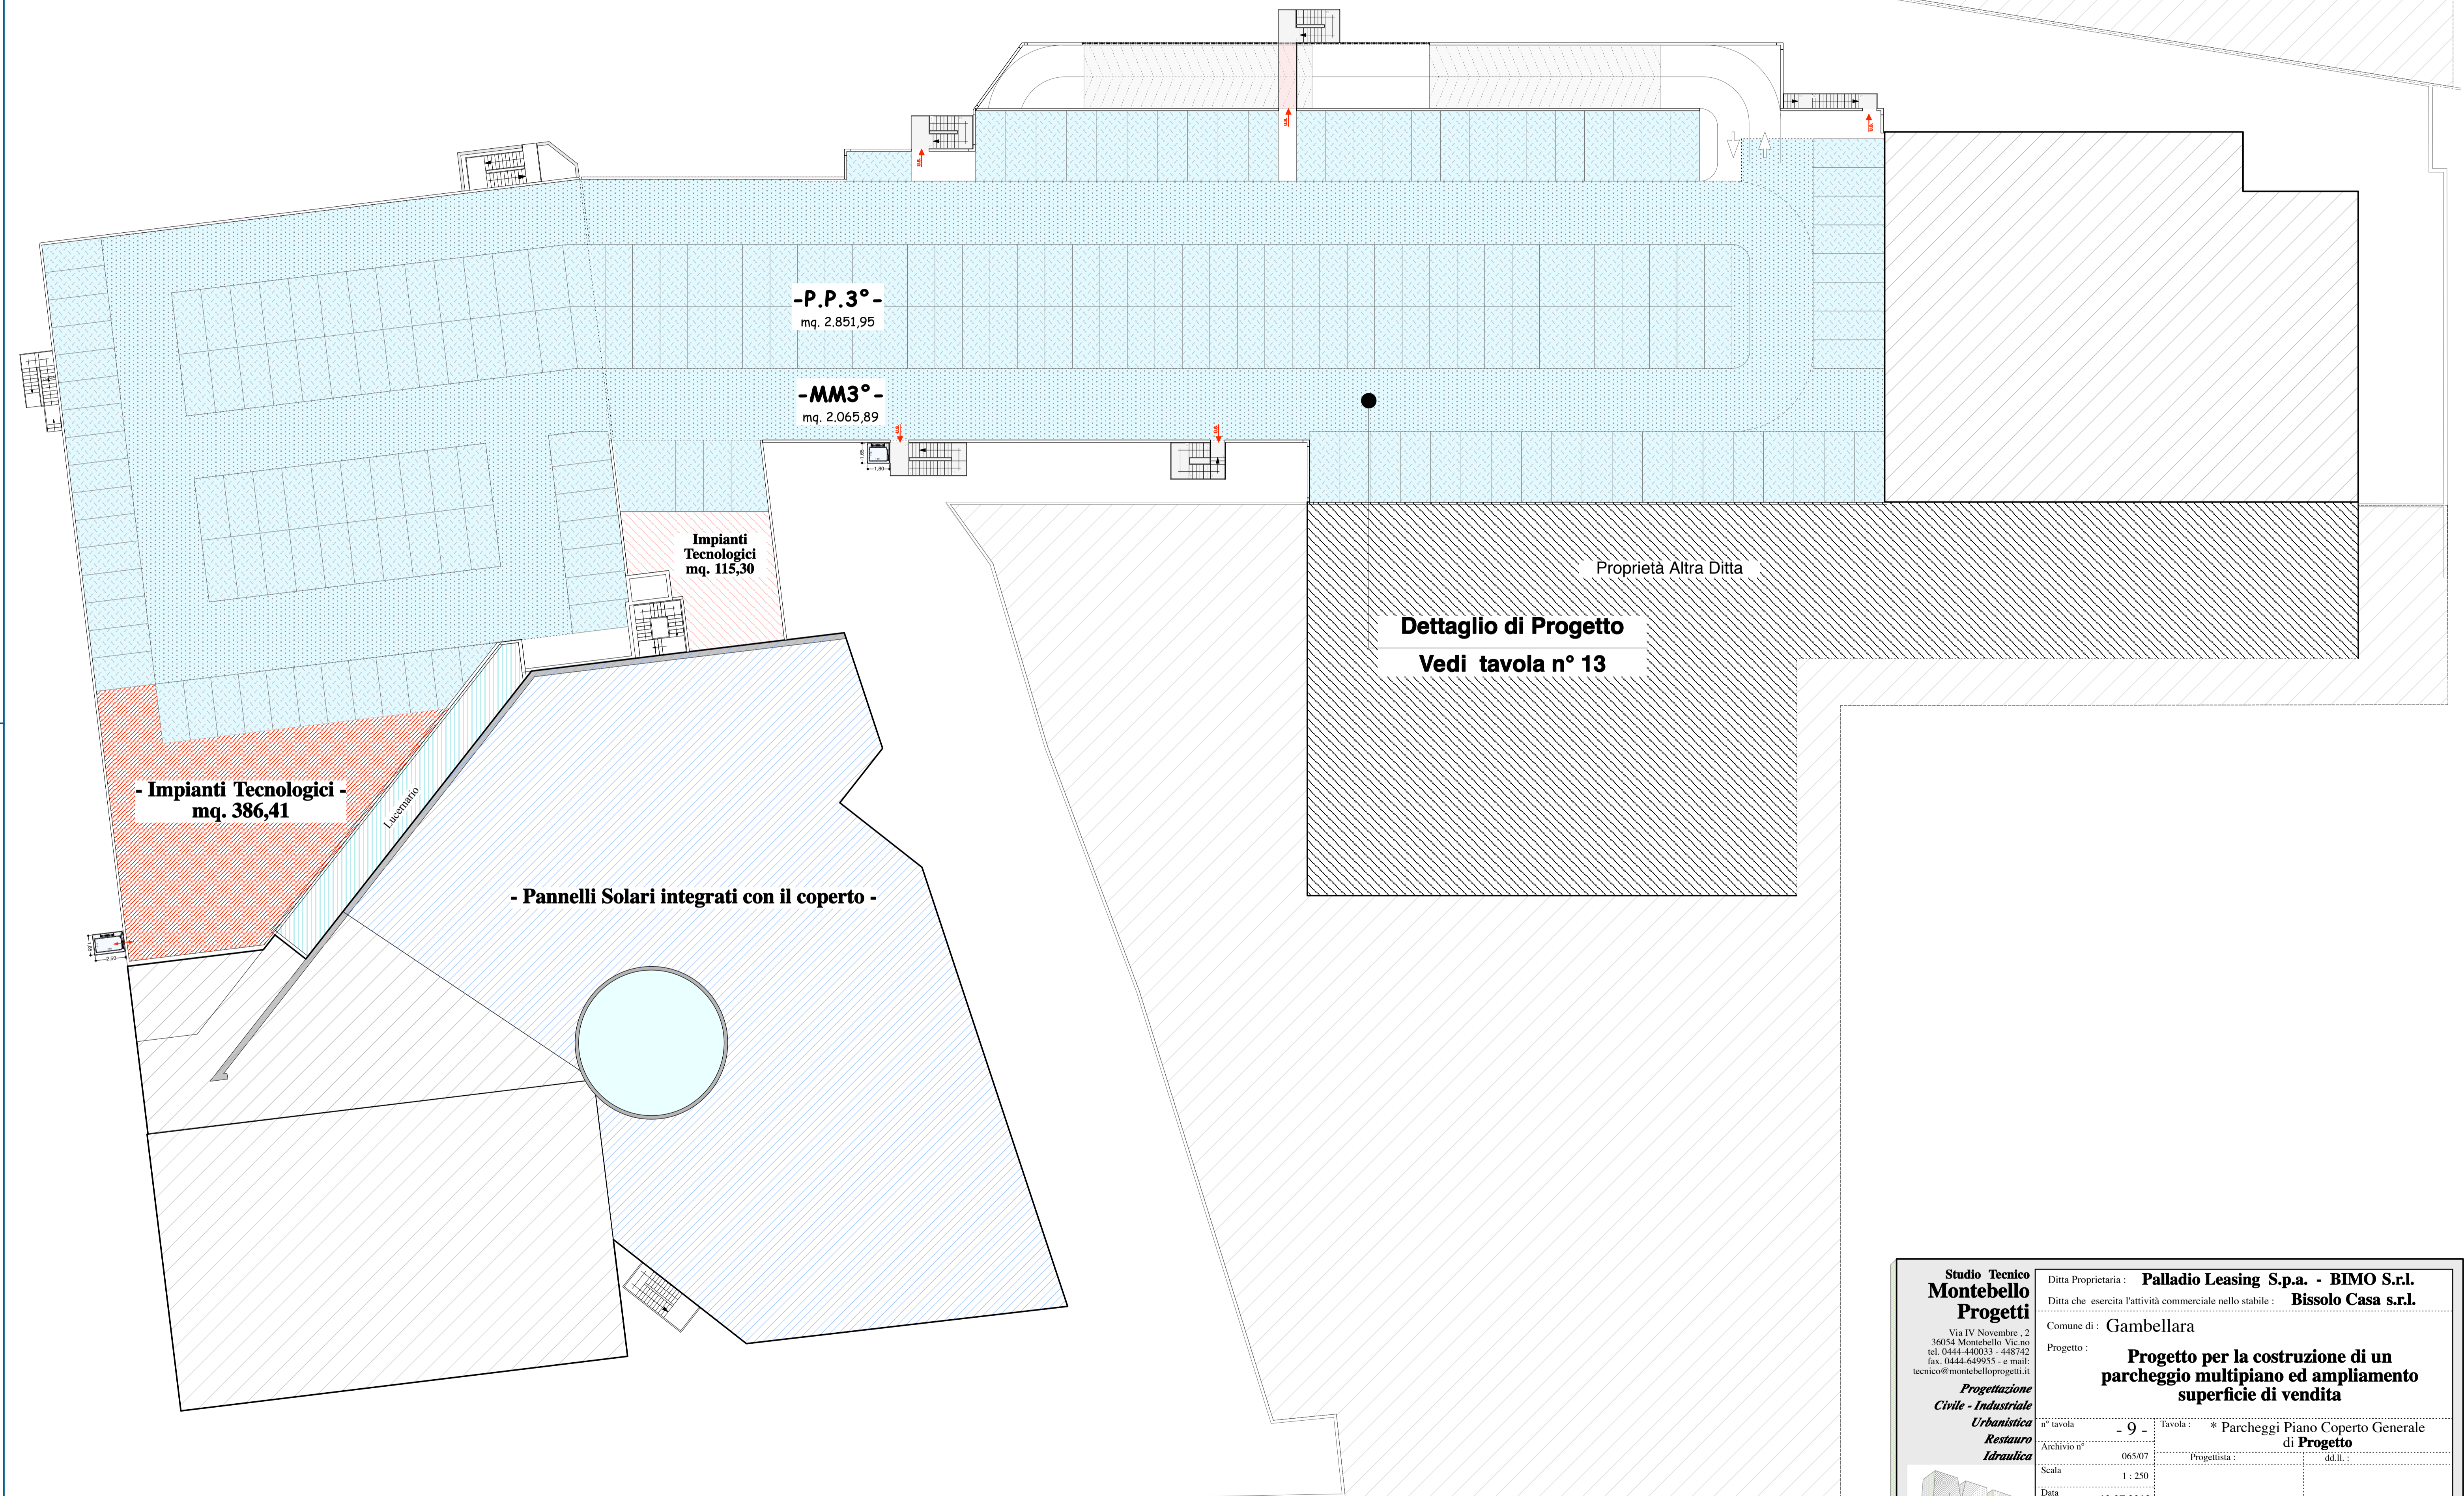 -P.P.3°-
mq. 2.851,95
-MM3°-
mq. 2.065,89
U.S.
U.S.
U.S.
U.S.
U.S.
1,65
1,80
Impianti
Tecnologici
mq. 115,30
Proprietà Altra Ditta
Dettaglio di Progetto
Vedi tavola n° 13
- Impianti Tecnologici -
mq. 386,41
Lucernario
- Pannelli Solari integrati con il coperto -
2,50
Studio Tecnico
Montebello
Progetti
Via IV Novembre , 2
36054 Montebello Vic.no
tel. 0444-440033 - 448742
fax. 0444-649955 - e mail:
tecnico@montebelloprogetti.it
Progettazione
Civile - Industriale
Urbanistica
Restauro
Idraulica
Ditta Proprietaria : Palladio Leasing S.p.a. - BIMO S.r.l.
Ditta che esercita l'attività commerciale nello stabile : Bissolo Casa s.r.l.
Comune di : Gambellara
Progetto :
Progetto per la costruzione di un
parcheggio multipiano ed ampliamento
superficie di vendita
n° tavola - 9 -
Tavola : * Parcheggi Piano Coperto Generale
di Progetto
Archivio n° 065/07
Progettista :
dd.ll. :
Scala 1 : 250
Data